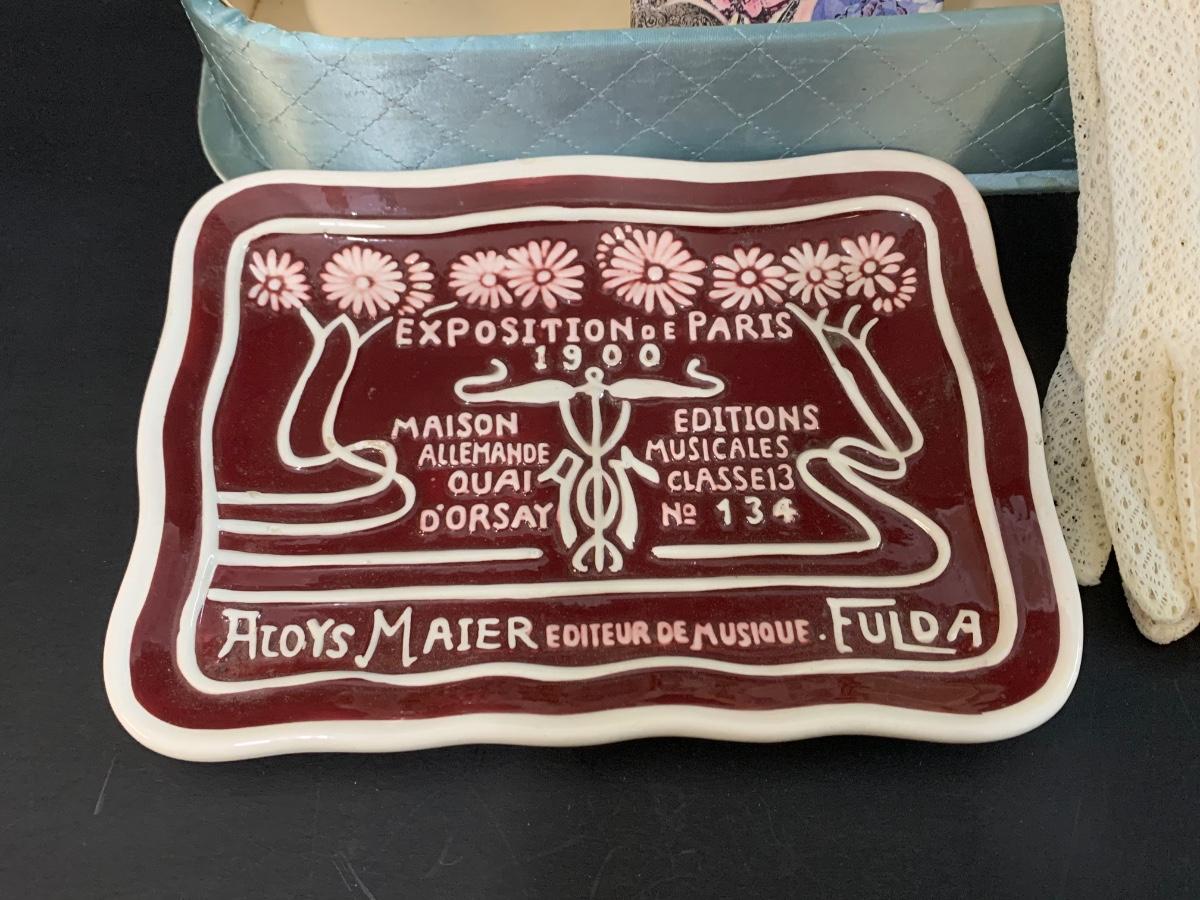 EXPOSITION DE PARIS
1900
MAISON
ALLEMANDE
QUAI
D'ORSAY
A M
EDITIONS
MUSICALES
CLASSE 13
Nº 134
ALOYS MAIER EDITEUR DE MUSIQUE. FULDA